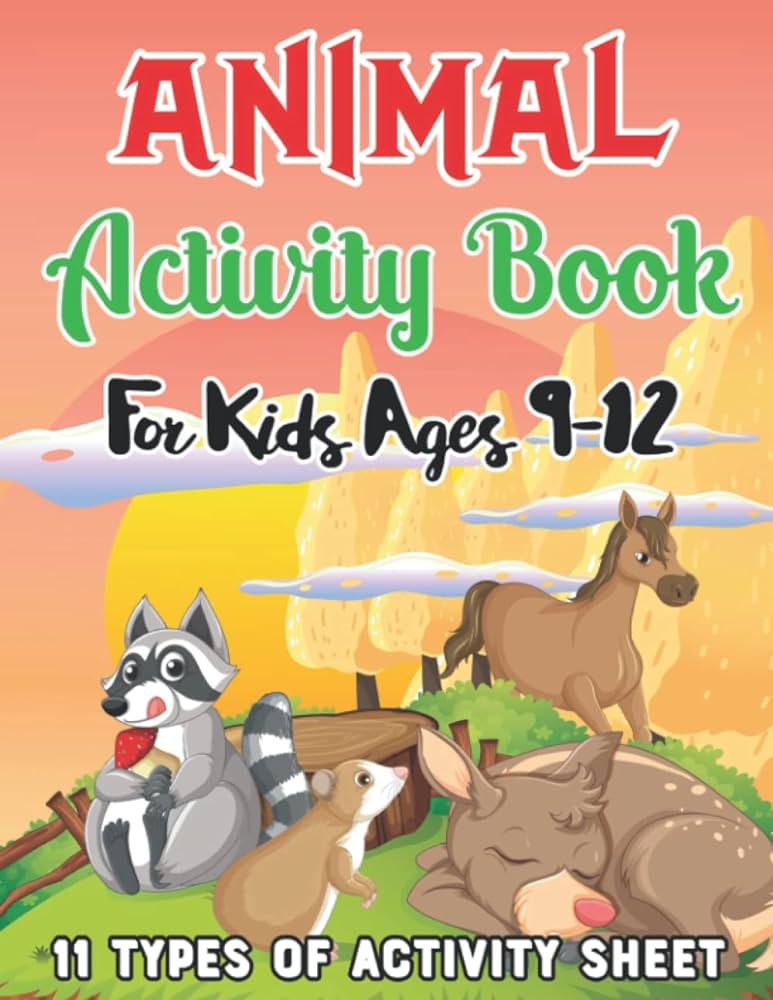 ANIMAL
Activity Book
For Kids Ages 9-12
11 TYPES OF ACTIVITY SHEET